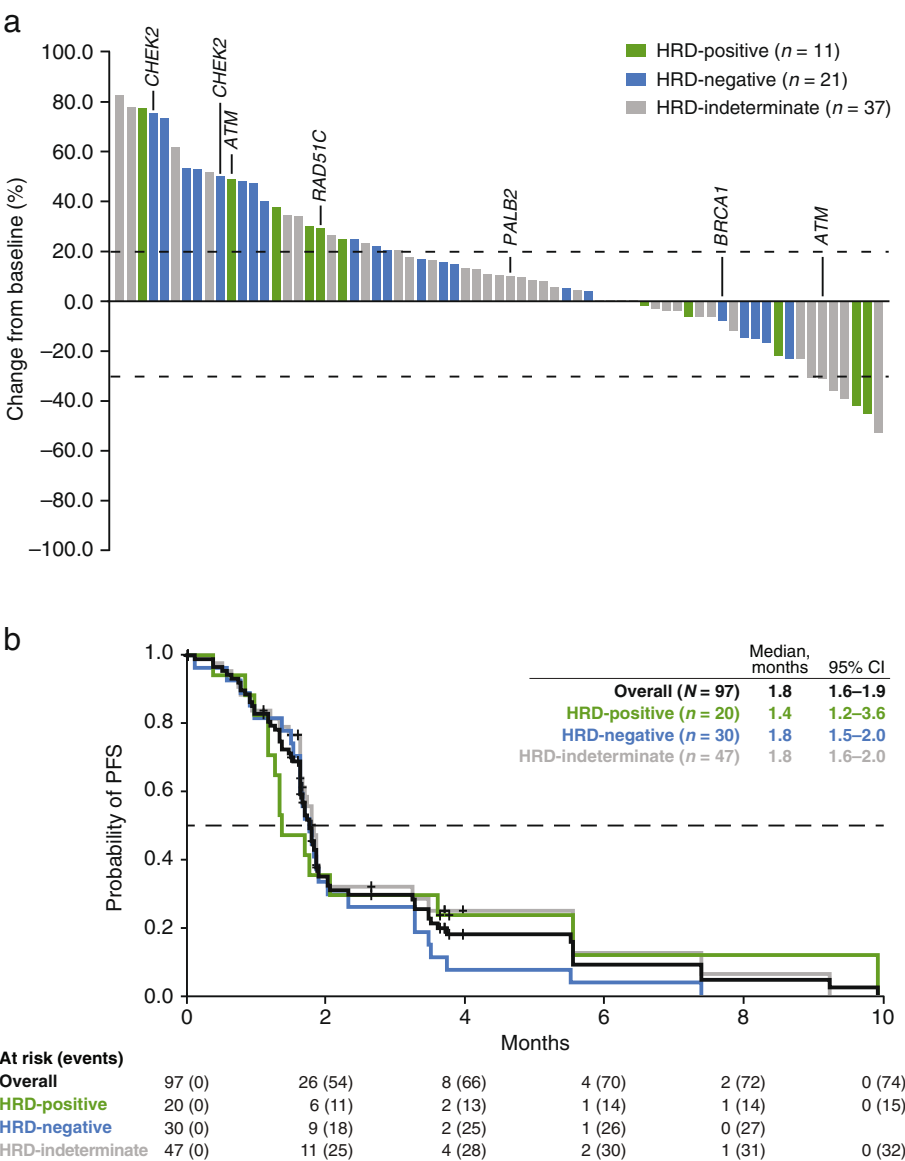 a
HRD-positive (n = 11)
HRD-negative (n = 21)
HRD-indeterminate (n = 37)
CHEK2
CHEK2
ATM
RAD51C
PALB2
BRCA1
ATM
Change from baseline (%)
100.0
80.0
60.0
40.0
20.0
0.0
−20.0
−40.0
−60.0
−80.0
−100.0
b
Median, months 95% CI
Overall (N = 97) 1.8 1.6–1.9
HRD-positive (n = 20) 1.4 1.2–3.6
HRD-negative (n = 30) 1.8 1.5–2.0
HRD-indeterminate (n = 47) 1.8 1.6–2.0
Probability of PFS
1.0
0.8
0.6
0.4
0.2
0.0
0 2 4 6 8 10
Months
At risk (events)
Overall 97 (0) 26 (54) 8 (66) 4 (70) 2 (72) 0 (74)
HRD-positive 20 (0) 6 (11) 2 (13) 1 (14) 1 (14) 0 (15)
HRD-negative 30 (0) 9 (18) 2 (25) 1 (26) 0 (27)
HRD-indeterminate 47 (0) 11 (25) 4 (28) 2 (30) 1 (31) 0 (32)